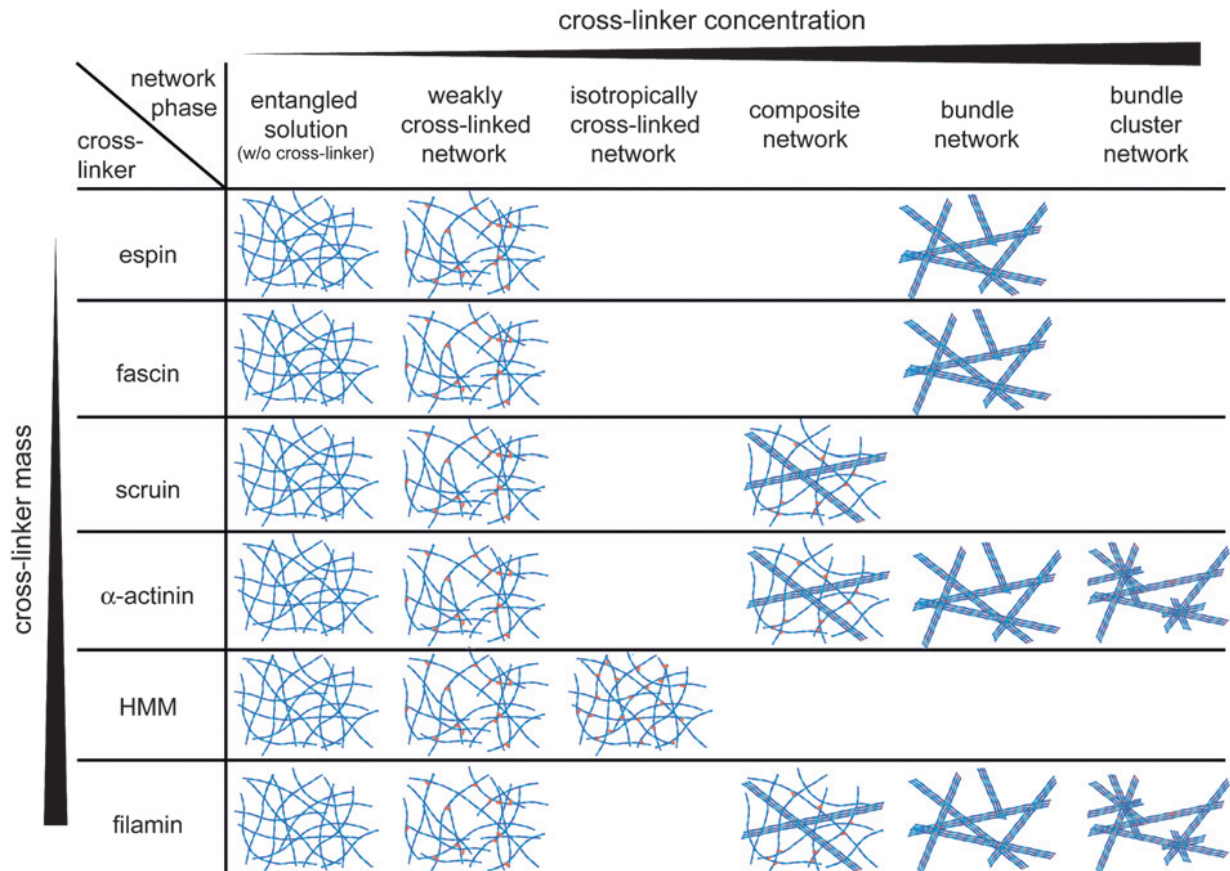 cross-linker concentration
network
phase
cross-
linker
entangled
solution
(w/o cross-linker)
weakly
cross-linked
network
isotropically
cross-linked
network
composite
network
bundle
network
bundle
cluster
network
cross-linker mass
espin
fascin
scruin
α-actinin
HMM
filamin